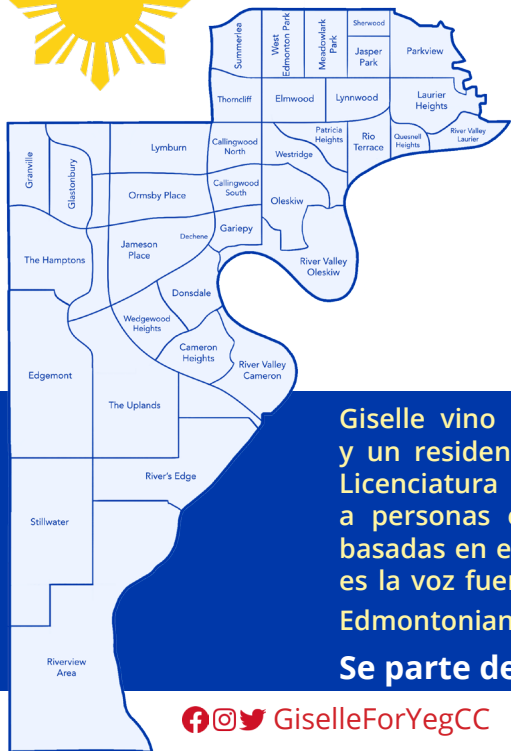 Summerlea
West
Edmonton Park
Meadowlark
Park
Sherwood
Jasper
Park
Parkview
Thorncliff
Elmwood
Lynnwood
Laurier
Heights
Granville
Glastonbury
Lymburn
Callingwood
North
Westridge
Patricia
Heights
Rio
Terrace
Quesnell
Heights
River Valley
Laurier
Ormsby Place
Callingwood
South
Oleskiw
The Hamptons
Jameson
Place
Dechene
Gariepy
River Valley
Oleskiw
Donsdale
Wedgewood
Heights
Cameron
Heights
River Valley
Cameron
Edgemont
The Uplands
River's Edge
Stillwater
Riverview
Area
Giselle vino
y un residen
Licenciatura
a personas
basadas en e
es la voz fuer
Edmontonian
Se parte de
GiselleForYegCC